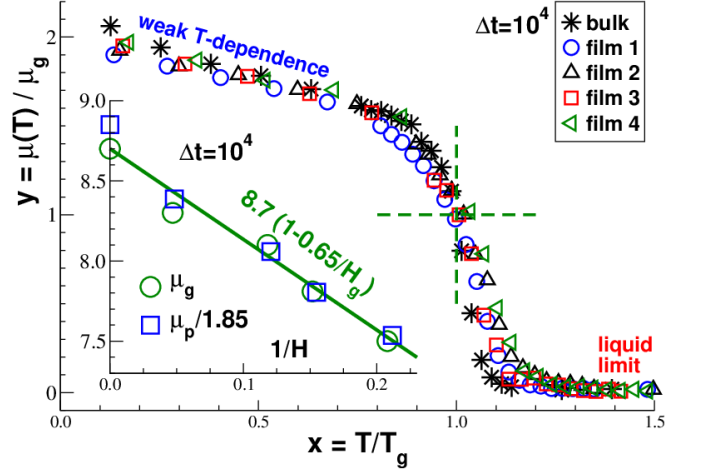 Δt=10⁴
bulk
film 1
film 2
film 3
film 4
weak T-dependence
y = μ(T) / μg
2
1
0
9.0
8.5
8.0
7.5
Δt=10⁴
8.7 (1-0.65/Hg)
μg
μp/1.85
1/H
0.0
0.1
0.2
liquid
limit
0.0
0.5
1.0
1.5
x = T/Tg